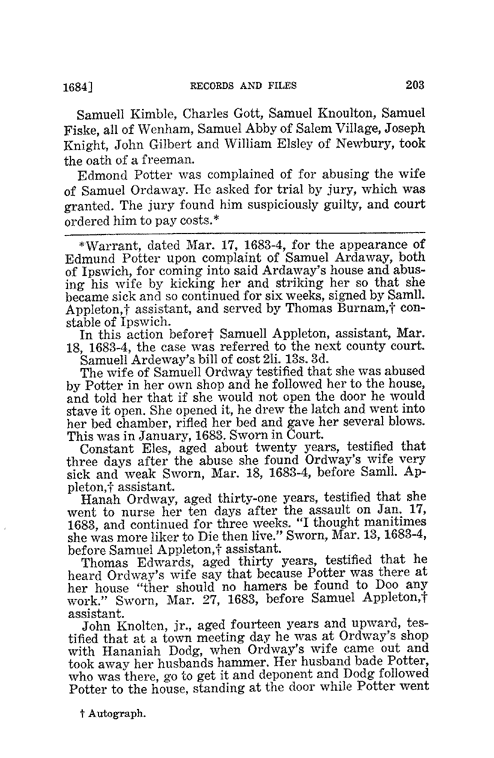 1684] RECORDS AND FILES 203
Samuell Kimble, Charles Gott, Samuel Knoulton, Samuel
Fiske, all of Wenham, Samuel Abby of Salem Village, Joseph
Knight, John Gilbert and William Elsley of Newbury, took
the oath of a freeman.
Edmond Potter was complained of for abusing the wife
of Samuel Ordaway. He asked for trial by jury, which was
granted. The jury found him suspiciously guilty, and court
ordered him to pay costs.*
*Warrant, dated Mar. 17, 1683-4, for the appearance of
Edmund Potter upon complaint of Samuel Ardaway, both
of Ipswich, for coming into said Ardaway's house and abus-
ing his wife by kicking her and striking her so that she
became sick and so continued for six weeks, signed by Samll.
Appleton,† assistant, and served by Thomas Burnam,† con-
stable of Ipswich.
In this action before† Samuell Appleton, assistant, Mar.
18, 1683-4, the case was referred to the next county court.
Samuell Ardeway's bill of cost 2li. 13s. 3d.
The wife of Samuell Ordway testified that she was abused
by Potter in her own shop and he followed her to the house,
and told her that if she would not open the door he would
stave it open. She opened it, he drew the latch and went into
her bed chamber, rifled her bed and gave her several blows.
This was in January, 1683. Sworn in Court.
Constant Eles, aged about twenty years, testified that
three days after the abuse she found Ordway's wife very
sick and weak Sworn, Mar. 18, 1683-4, before Samll. Ap-
pleton,† assistant.
Hanah Ordway, aged thirty-one years, testified that she
went to nurse her ten days after the assault on Jan. 17,
1683, and continued for three weeks. "I thought manitimes
she was more liker to Die then live." Sworn, Mar. 13, 1683-4,
before Samuel Appleton,† assistant.
Thomas Edwards, aged thirty years, testified that he
heard Ordway's wife say that because Potter was there at
her house "ther should no hamers be found to Doo any
work." Sworn, Mar. 27, 1683, before Samuel Appleton,†
assistant.
John Knolten, jr., aged fourteen years and upward, tes-
tified that at a town meeting day he was at Ordway's shop
with Hananiah Dodg, when Ordway's wife came out and
took away her husbands hammer. Her husband bade Potter,
who was there, go to get it and deponent and Dodg followed
Potter to the house, standing at the door while Potter went
† Autograph.